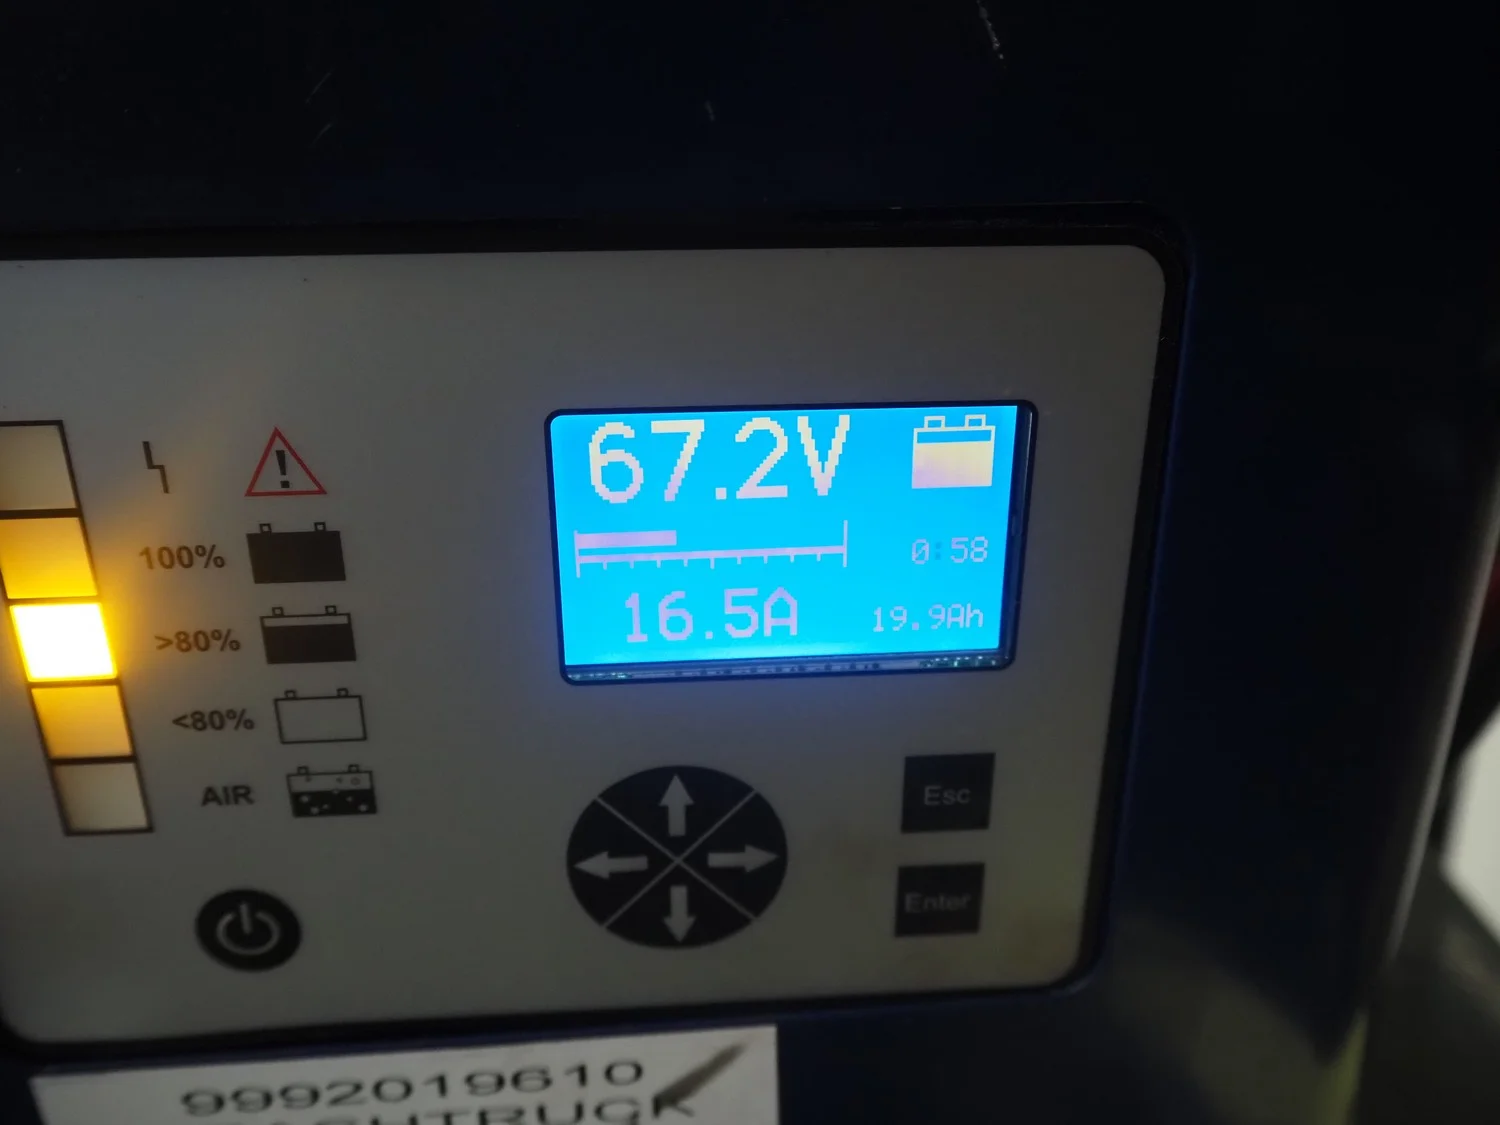 67.2V
0:58
16.5A
19.9Ah
!
100%
>80%
<80%
AIR
Esc
Enter
9992019610